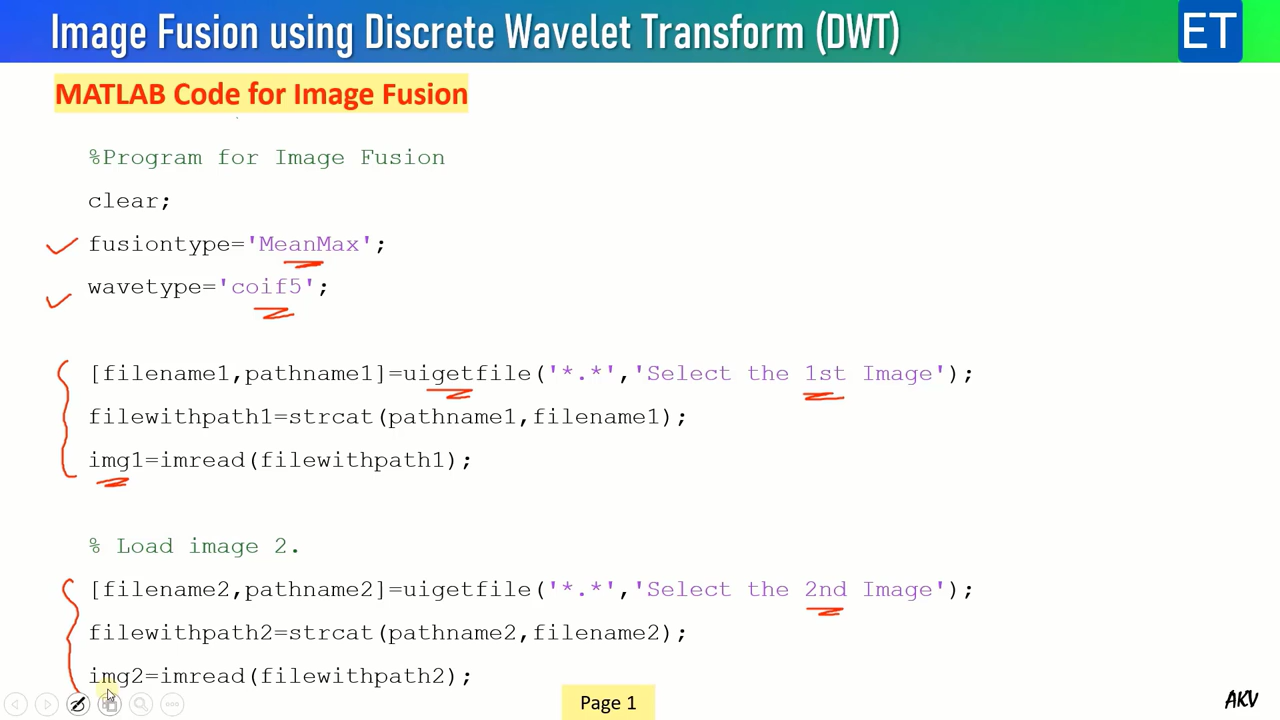 Image Fusion using Discrete Wavelet Transform (DWT)
ET
MATLAB Code for Image Fusion
%Program for Image Fusion
clear;
fusiontype='MeanMax';
wavetype='coif5';
[filename1,pathname1]=uigetfile('*.*','Select the 1st Image');
filewithpath1=strcat(pathname1,filename1);
img1=imread(filewithpath1);
% Load image 2.
[filename2,pathname2]=uigetfile('*.*','Select the 2nd Image');
filewithpath2=strcat(pathname2,filename2);
img2=imread(filewithpath2);
Page 1
AKV